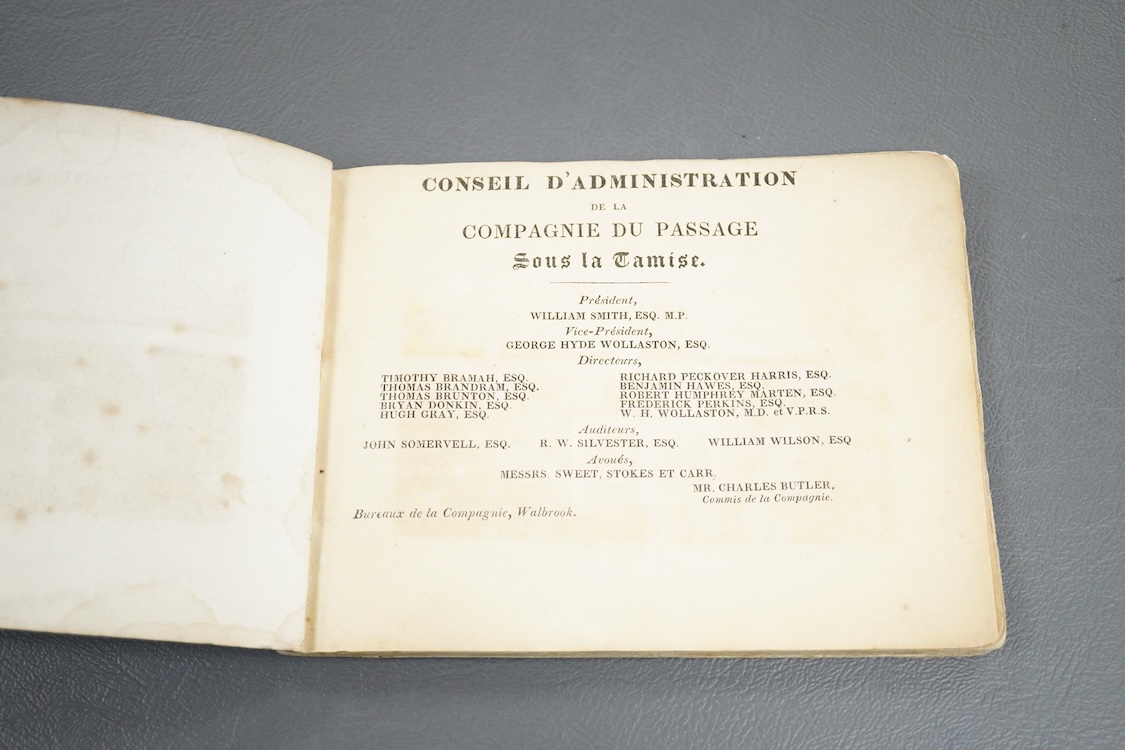 CONSEIL D'ADMINISTRATION
DE LA
COMPAGNIE DU PASSAGE
Sous la Tamise.
Président,
WILLIAM SMITH, ESQ. M.P.
Vice-Président,
GEORGE HYDE WOLLASTON, ESQ.
Directeurs,
TIMOTHY BRAMAH, ESQ.
THOMAS BRANDRAM, ESQ.
THOMAS BRUNTON, ESQ.
BRYAN DONKIN, ESQ.
HUGH GRAY, ESQ.
RICHARD PECKOVER HARRIS, ESQ.
BENJAMIN HAWES, ESQ.
ROBERT HUMPHREY MARTEN, ESQ.
FREDERICK PERKINS, ESQ.
W. H. WOLLASTON, M.D. et V.P.R.S.
Auditeurs,
JOHN SOMERVELL, ESQ. R. W. SILVESTER, ESQ. WILLIAM WILSON, ESQ
Avoués,
MESSRS. SWEET, STOKES ET CARR.
MR. CHARLES BUTLER,
Commis de la Compagnie.
Bureaux de la Compagnie, Walbrook.